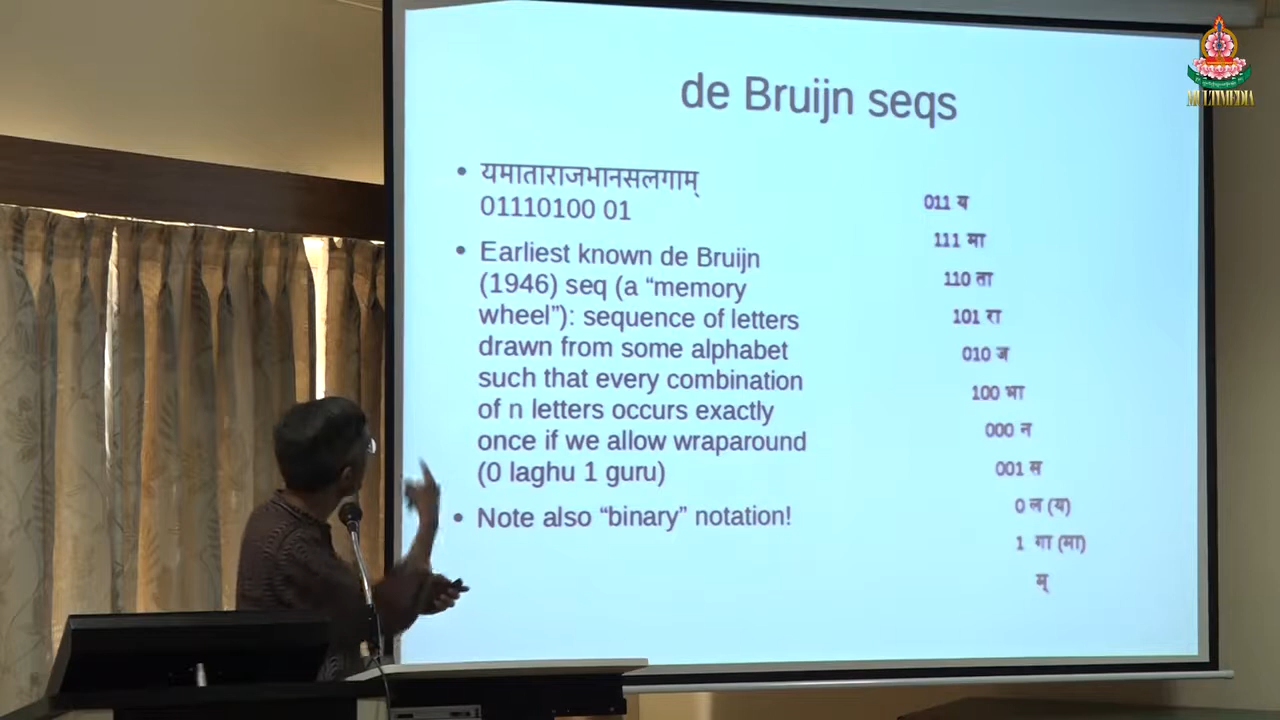 MULTIMEDIA
de Bruijn seqs
• यमाताराजभानसलगाम्
01110100 01
• Earliest known de Bruijn
(1946) seq (a “memory
wheel”): sequence of letters
drawn from some alphabet
such that every combination
of n letters occurs exactly
once if we allow wraparound
(0 laghu 1 guru)
• Note also “binary” notation!
011 य
111 मा
110 ता
101 रा
010 ज
100 भा
000 न
001 स
0 ल (य)
1 गा (मा)
म्